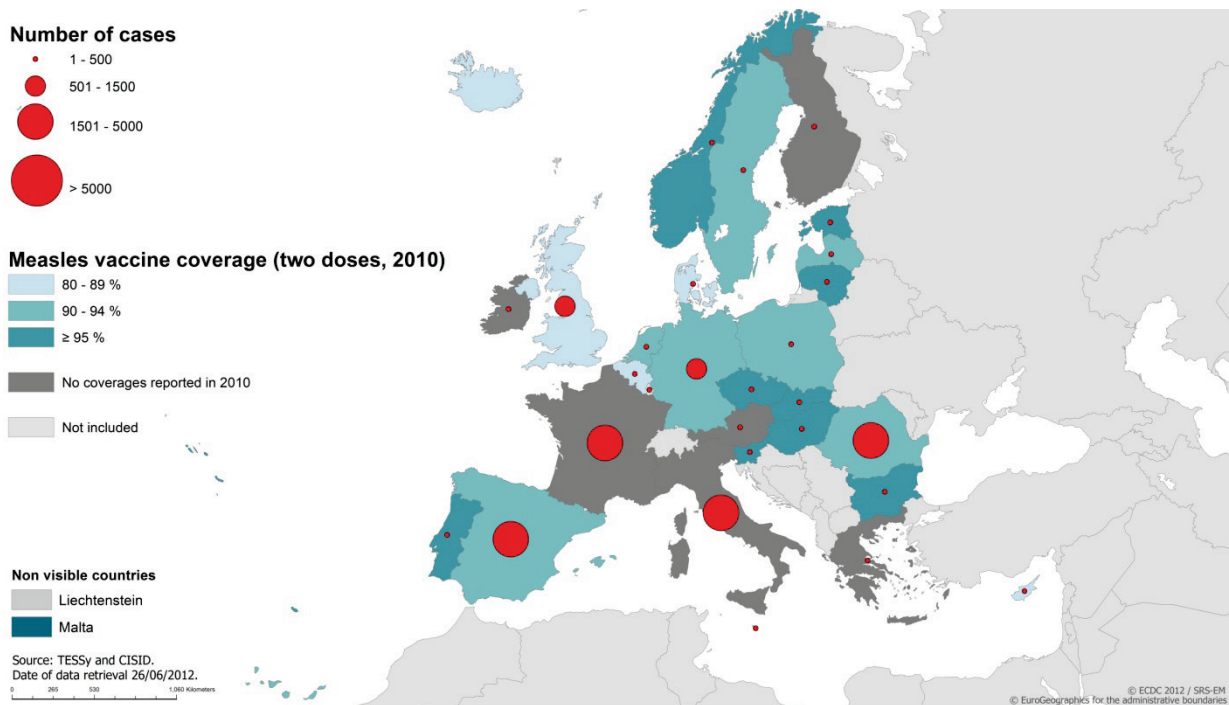 Number of cases
1 - 500
501 - 1500
1501 - 5000
> 5000
Measles vaccine coverage (two doses, 2010)
80 - 89 %
90 - 94 %
≥ 95 %
No coverages reported in 2010
Not included
Non visible countries
Liechtenstein
Malta
Source: TESSy and CISID.
Date of data retrieval 26/06/2012.
0 265 530 1,060 Kilometers
© ECDC 2012 / SRS-EM
© EuroGeographics for the administrative boundaries